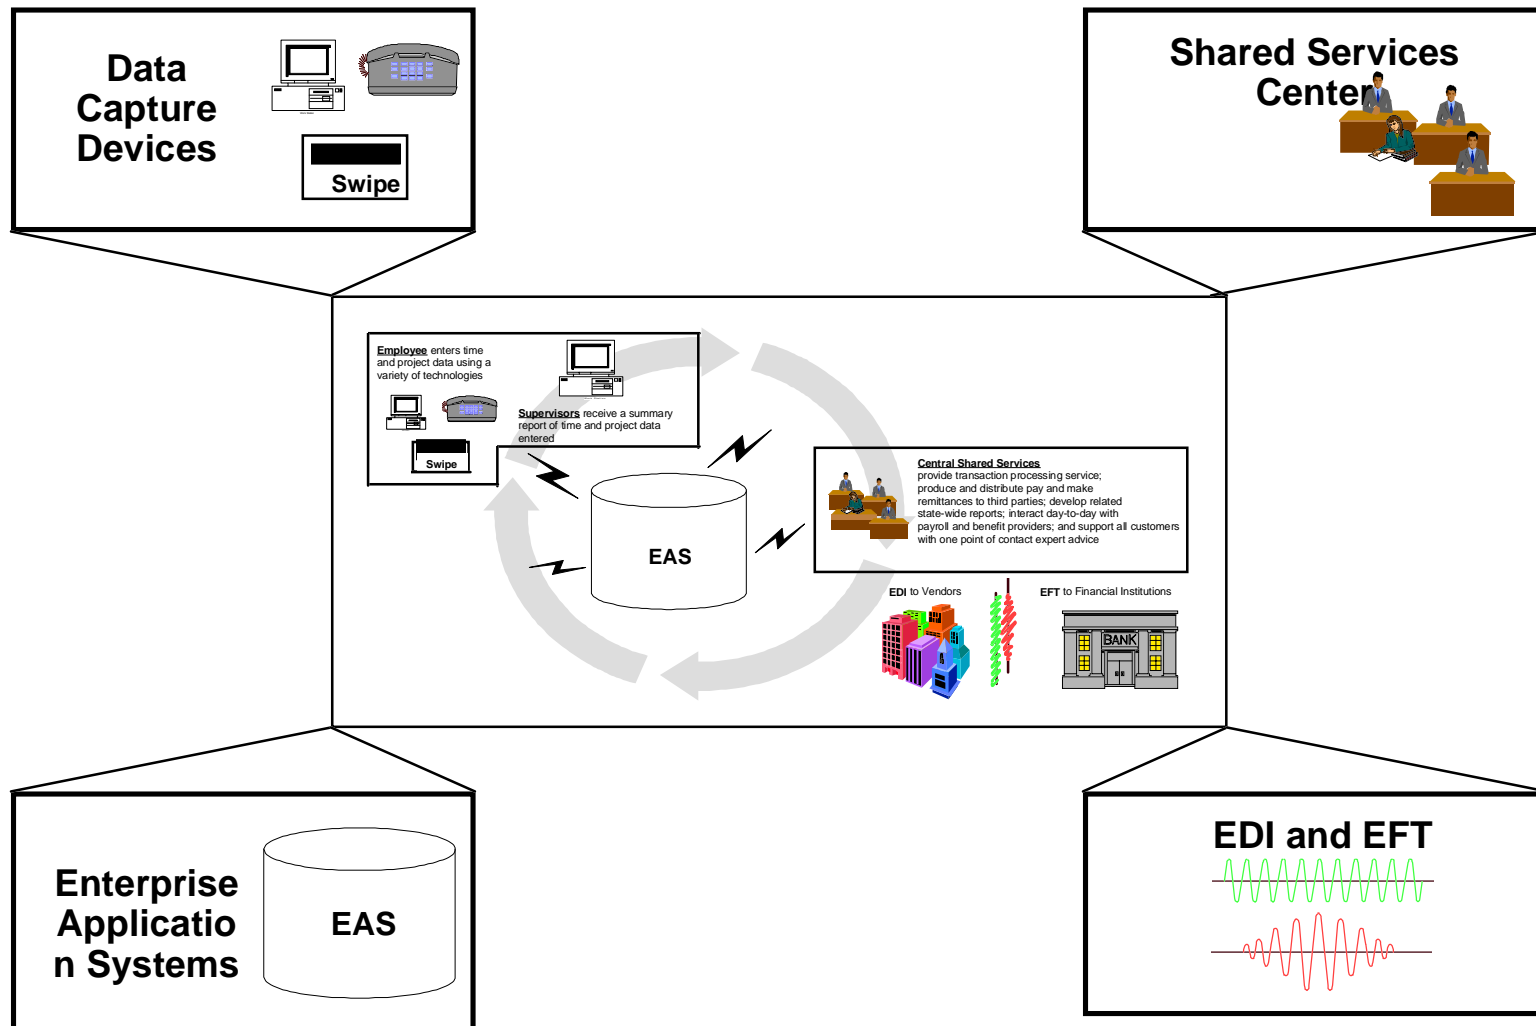 Data
Capture
Devices
Swipe
Shared Services
Center
Employee enters time
and project data using a
variety of technologies
Swipe
Supervisors receive a summary
report of time and project data
entered
EAS
Central Shared Services
provide transaction processing service;
produce and distribute pay and make
remittances to third parties; develop related
state-wide reports; interact day-to-day with
payroll and benefit providers; and support all customers
with one point of contact expert advice
EDI to Vendors
EFT to Financial Institutions
BANK
Enterprise
Applicatio
n Systems
EAS
EDI and EFT